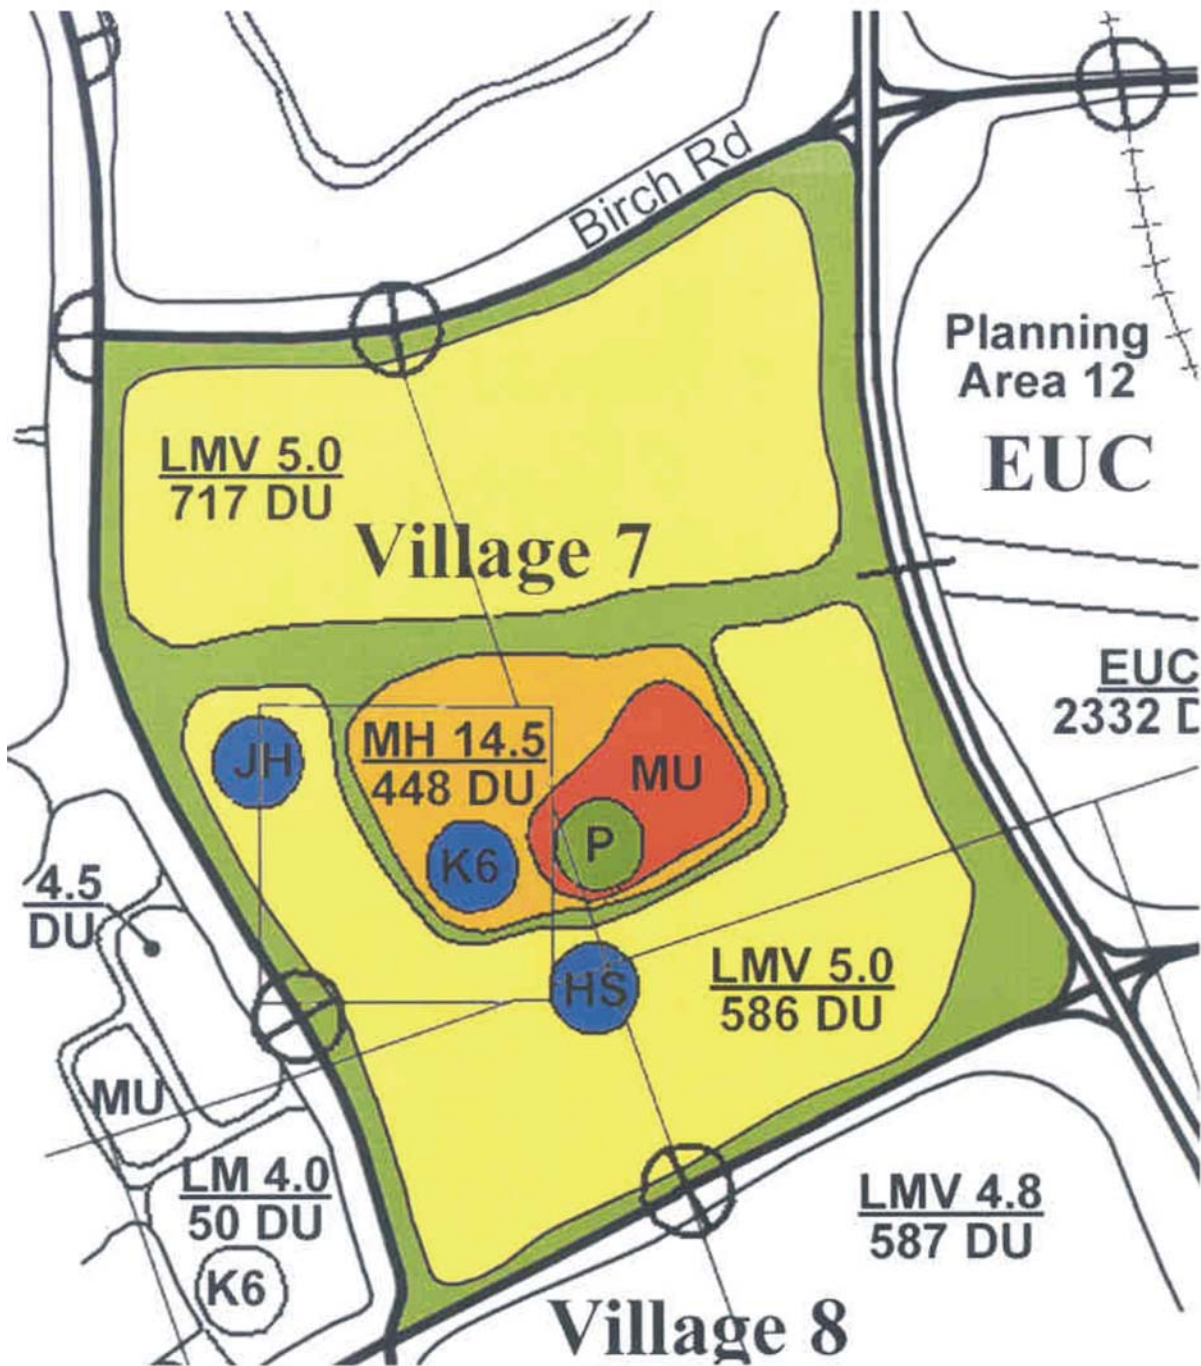 Birch Rd
Planning
Area 12
EUC
LMV 5.0
717 DU
Village 7
EUC
2332 D
JH
MH 14.5
448 DU
MU
K6
P
4.5
DU
HS
LMV 5.0
586 DU
MU
LM 4.0
50 DU
K6
LMV 4.8
587 DU
Village 8